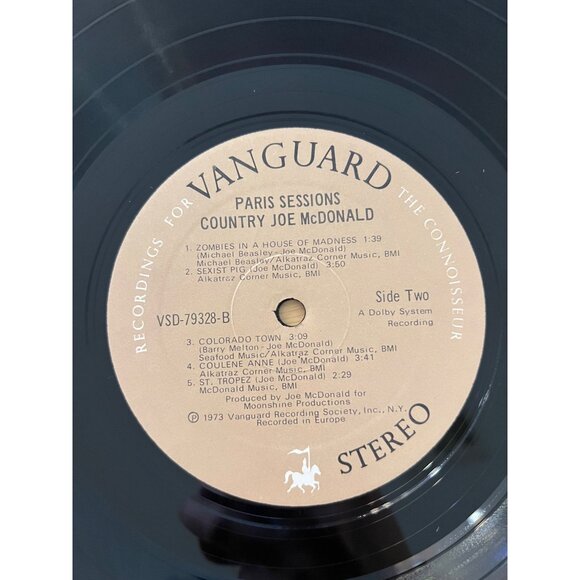 RECORDINGS FOR VANGUARD THE CONNOISSEUR
PARIS SESSIONS
COUNTRY JOE McDONALD
1. ZOMBIES IN A HOUSE OF MADNESS 1:39
(Michael Beasley - Joe McDonald)
Michael Beasley/Alkatraz Corner Music, BMI
2. SEXIST PIG (Joe McDonald) 3:50
Alkatraz Corner Music, BMI
VSD-79328-B
Side Two
A Dolby System
Recording
3. COLORADO TOWN 3:09
(Barry Melton - Joe McDonald)
Seafood Music/Alkatraz Corner Music, BMI
4. COULENE ANNE (Joe McDonald) 3:41
Alkatraz Corner Music, BMI
5. ST. TROPEZ (Joe McDonald) 2:29
McDonald Music, BMI
Produced by Joe McDonald for
Moonshine Productions
Ⓟ 1973 Vanguard Recording Society, Inc., N.Y.
Recorded in Europe
STEREO